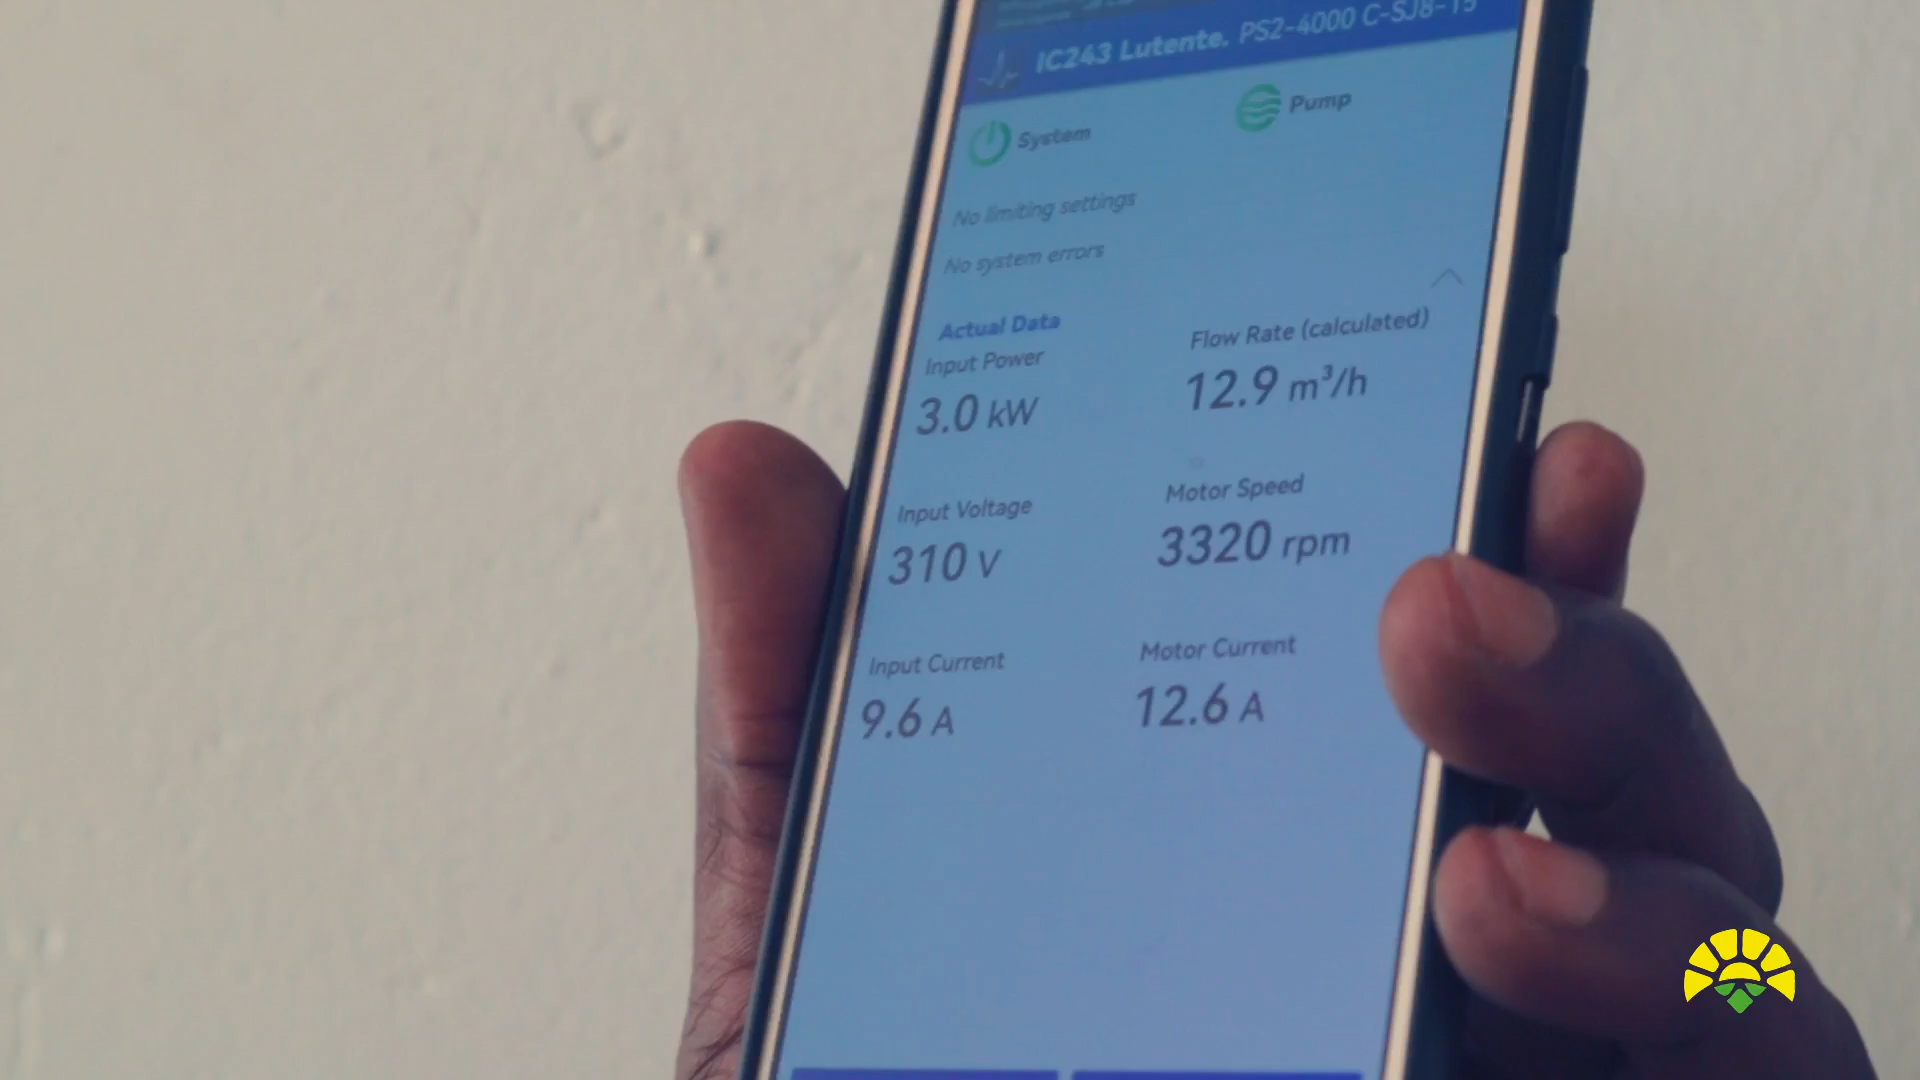 IC243 Lutente. PS2-4000 C-SJ8-15
System
Pump
No limiting settings
No system errors
Actual Data
Input Power
3.0 kW
Flow Rate (calculated)
12.9 m³/h
Input Voltage
310 V
Motor Speed
3320 rpm
Input Current
9.6 A
Motor Current
12.6 A